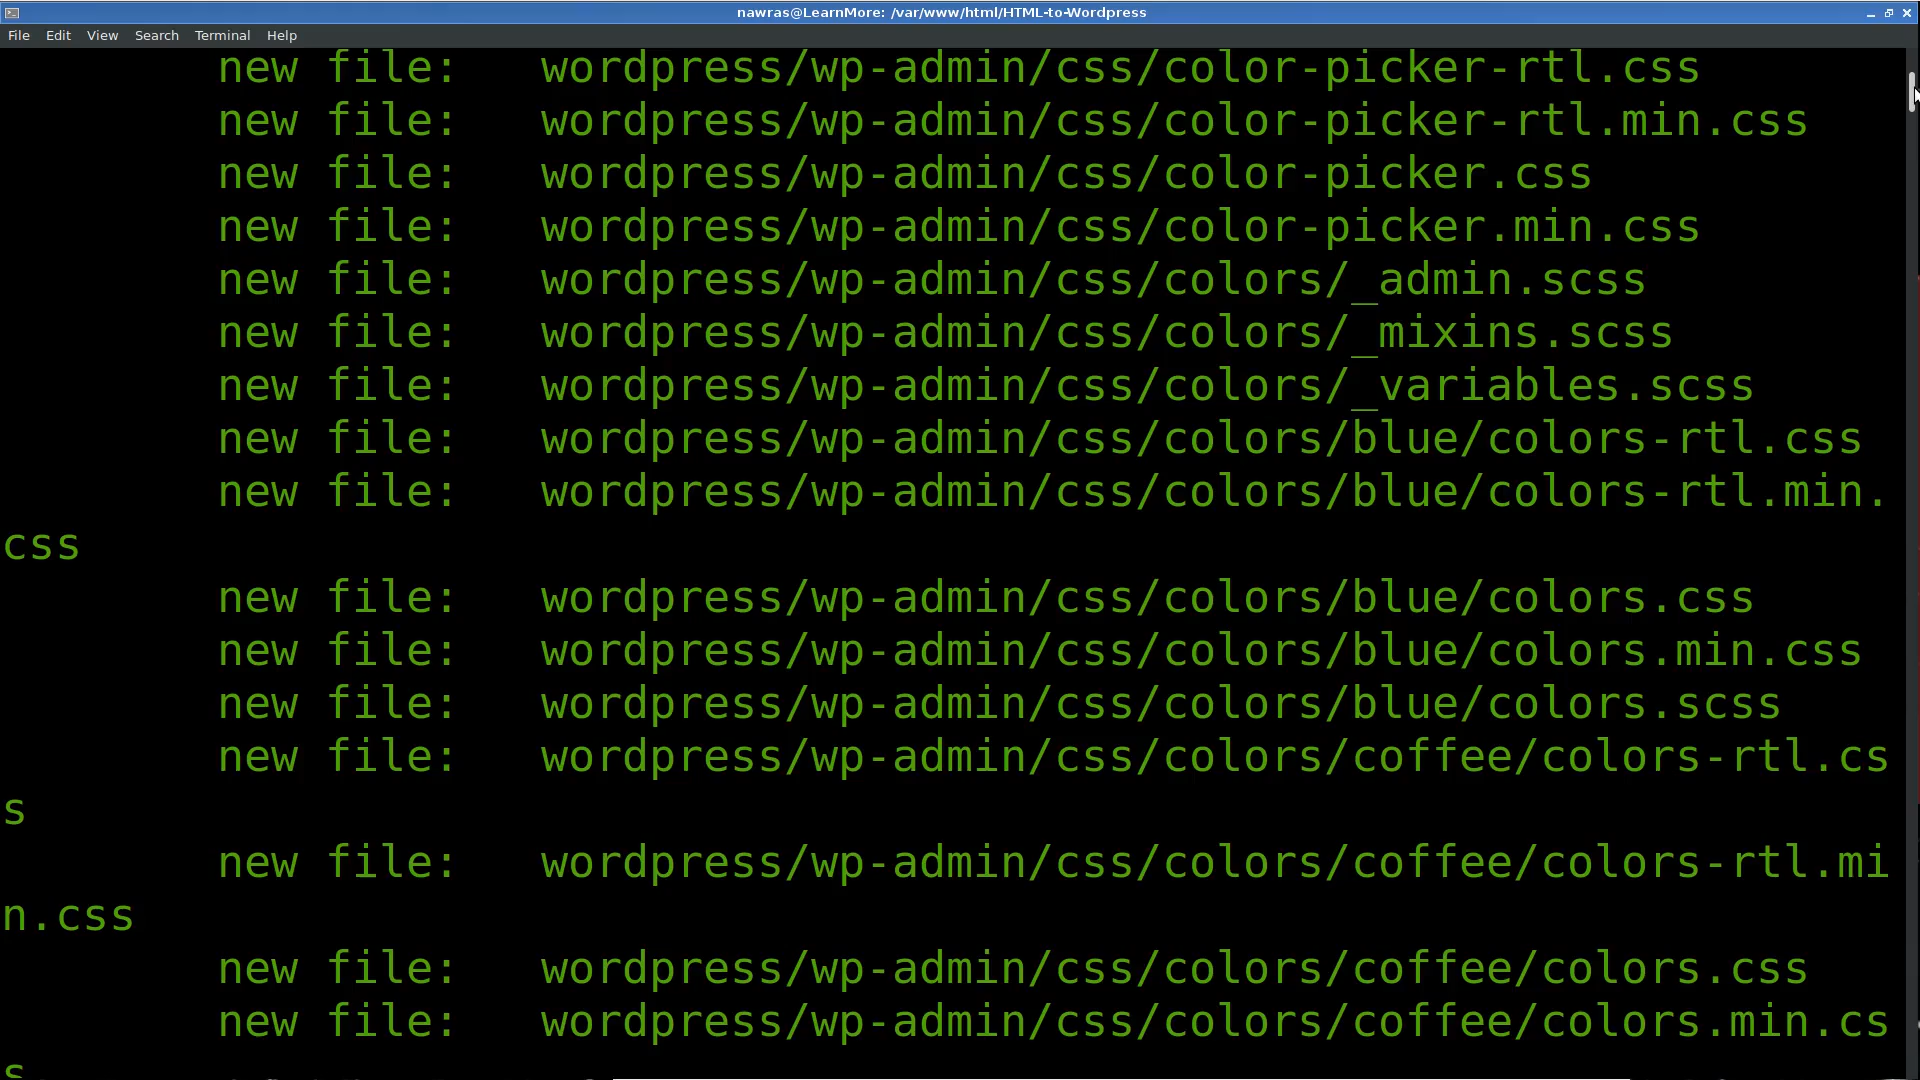 nawras@LearnMore: /var/www/html/HTML-to-Wordpress
File Edit View Search Terminal Help
new file:   wordpress/wp-admin/css/color-picker-rtl.css
new file:   wordpress/wp-admin/css/color-picker-rtl.min.css
new file:   wordpress/wp-admin/css/color-picker.css
new file:   wordpress/wp-admin/css/color-picker.min.css
new file:   wordpress/wp-admin/css/colors/_admin.scss
new file:   wordpress/wp-admin/css/colors/_mixins.scss
new file:   wordpress/wp-admin/css/colors/_variables.scss
new file:   wordpress/wp-admin/css/colors/blue/colors-rtl.css
new file:   wordpress/wp-admin/css/colors/blue/colors-rtl.min.
css
new file:   wordpress/wp-admin/css/colors/blue/colors.css
new file:   wordpress/wp-admin/css/colors/blue/colors.min.css
new file:   wordpress/wp-admin/css/colors/blue/colors.scss
new file:   wordpress/wp-admin/css/colors/coffee/colors-rtl.cs
s
new file:   wordpress/wp-admin/css/colors/coffee/colors-rtl.mi
n.css
new file:   wordpress/wp-admin/css/colors/coffee/colors.css
new file:   wordpress/wp-admin/css/colors/coffee/colors.min.cs
s